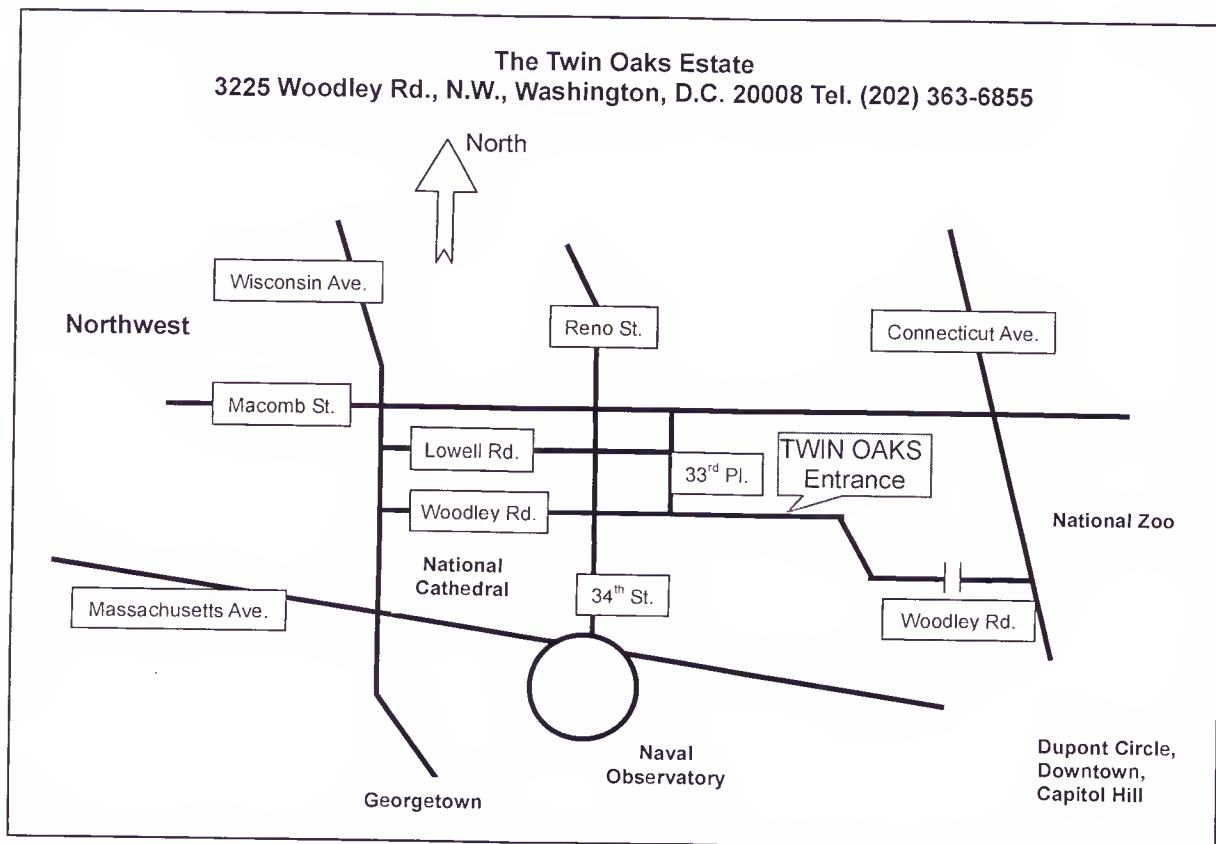 The Twin Oaks Estate
3225 Woodley Rd., N.W., Washington, D.C. 20008 Tel. (202) 363-6855
North
Wisconsin Ave.
Northwest
Reno St.
Connecticut Ave.
Macomb St.
Lowell Rd.
33rd Pl.
TWIN OAKS
Entrance
Woodley Rd.
National Zoo
National
Cathedral
34th St.
Massachusetts Ave.
Woodley Rd.
Naval
Observatory
Georgetown
Dupont Circle,
Downtown,
Capitol Hill